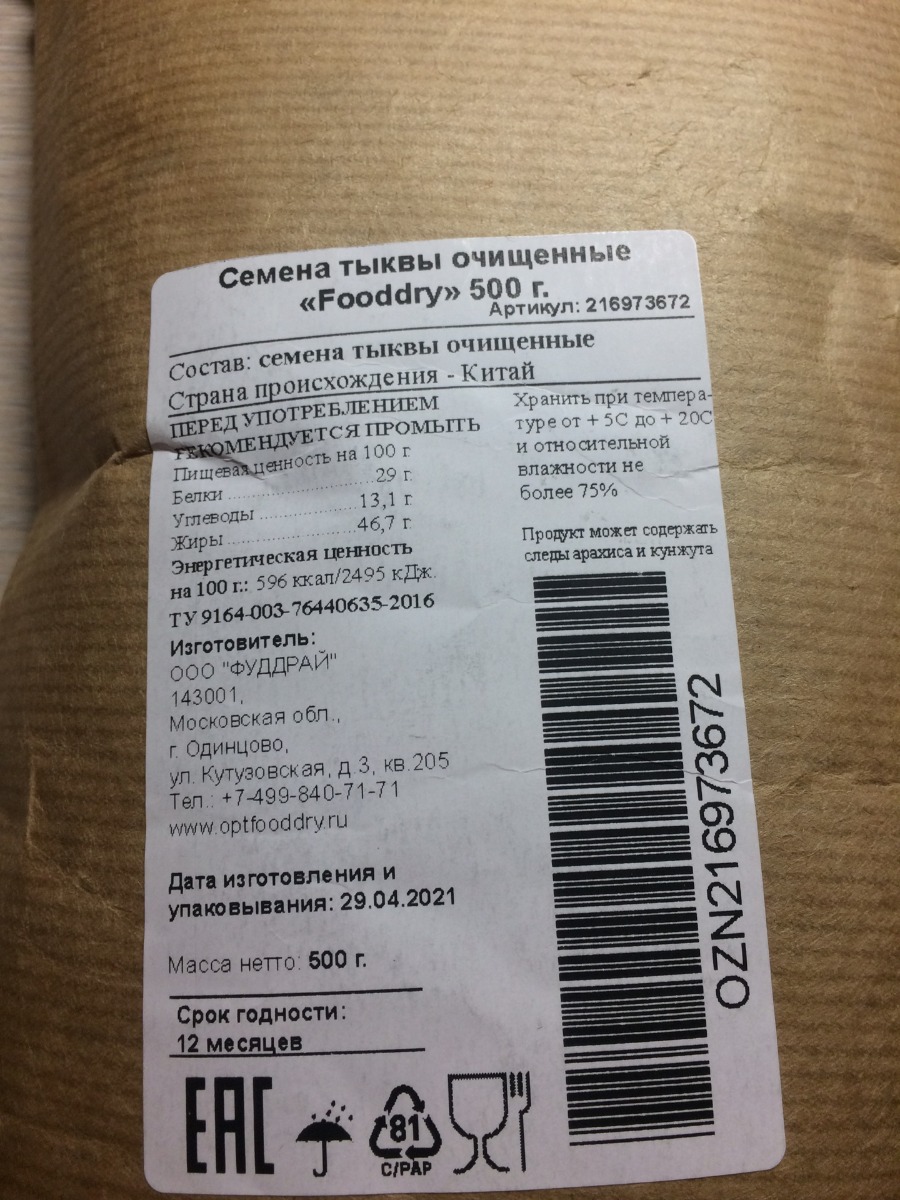 Семена тыквы очищенные
«Fooddry» 500 г.
Артикул: 216973672
Состав: семена тыквы очищенные
Страна происхождения - Китай
ПЕРЕД УПОТРЕБЛЕНИЕМ
РЕКОМЕНДУЕТСЯ ПРОМЫТЬ
Пищевая ценность на 100 г
Белки ........................ 29 г.
Углеводы ................ 13,1 г
Жиры ........................ 46,7 г
Энергетическая ценность
на 100 г.: 596 ккал/2495 кДж.
ТУ 9164-003-76440635-2016
Хранить при темпера-
туре от + 5С до + 20С
и относительной
влажности не
более 75%
Продукт может содержать
следы арахиса и кунжута
Изготовитель:
ООО "ФУДДРАЙ"
143001,
Московская обл.,
г. Одинцово,
ул. Кутузовская, д.3, кв.205
Тел.: +7-499-840-71-71
www.optfooddry.ru
Дата изготовления и
упаковывания: 29.04.2021
Масса нетто: 500 г.
Срок годности:
12 месяцев
EAC
81
C/PAP
OZN216973672